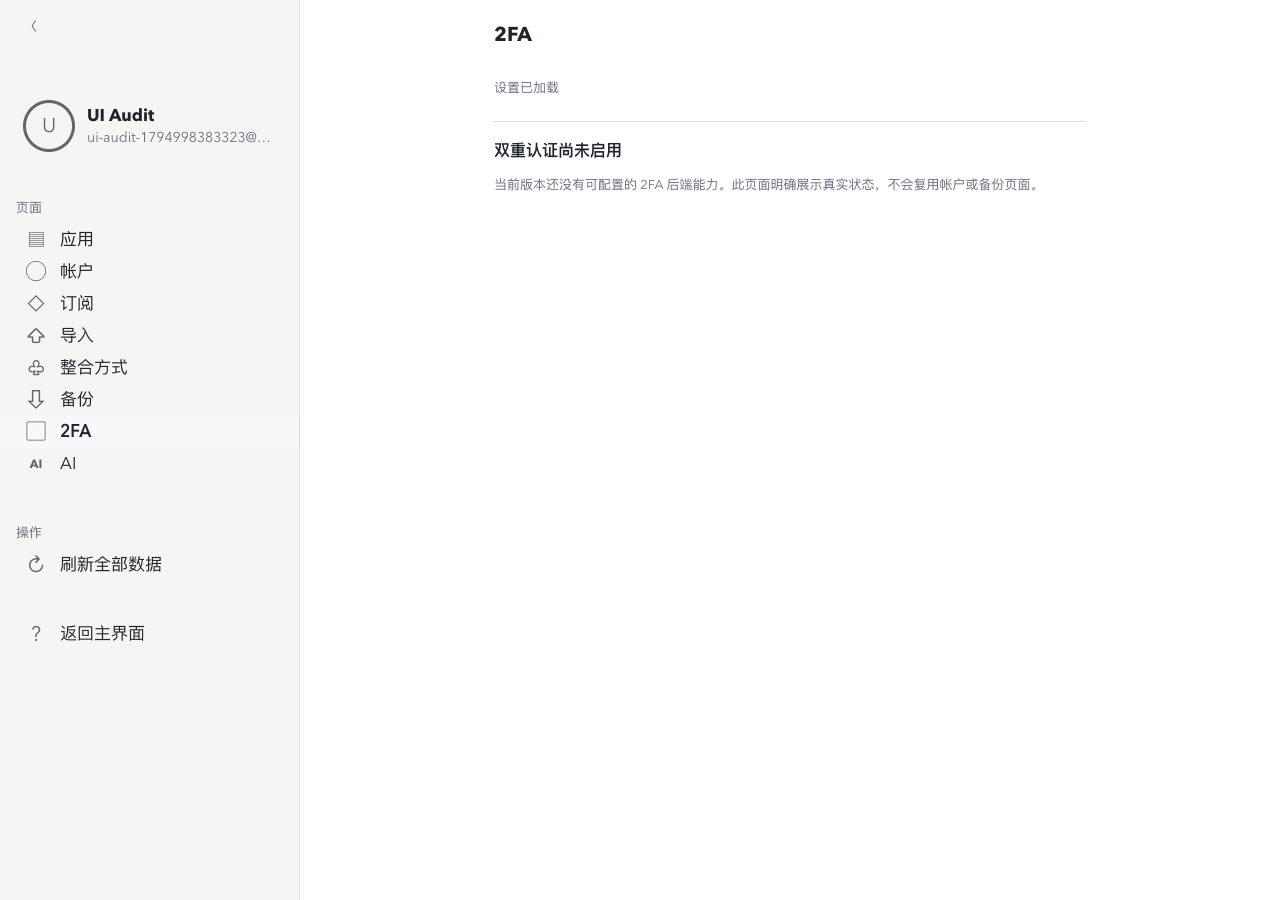 UI Audit
U
ui-audit-1794998383323@...
页面
应用
帐户
订阅
导入
整合方式
备份
2FA
AI AI
操作
刷新全部数据
? 返回主界面
2FA
设置已加载
双重认证尚未启用
当前版本还没有可配置的 2FA 后端能力。此页面明确展示真实状态，不会复用帐户或备份页面。